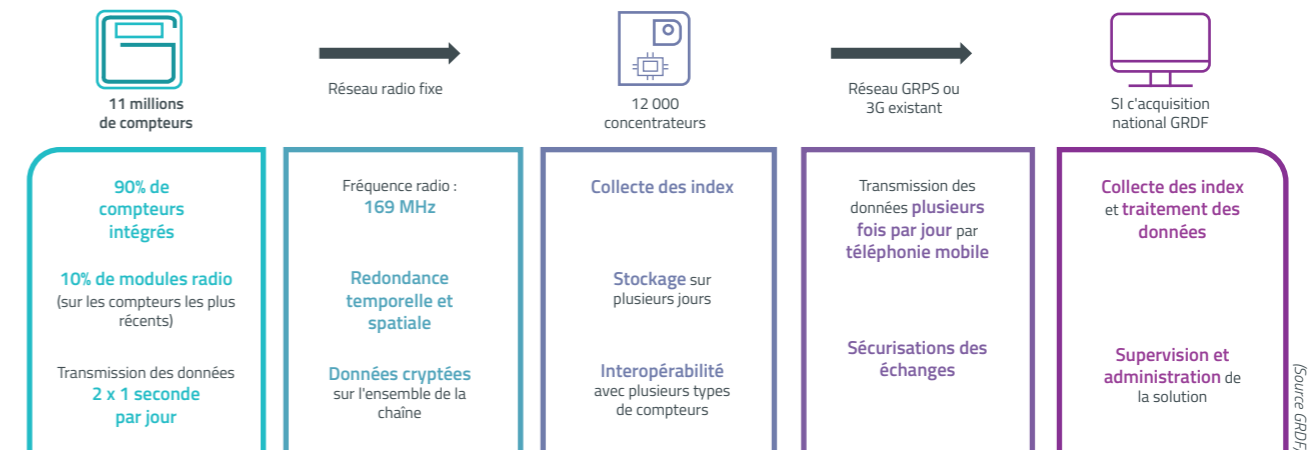 11 millions
de compteurs
Réseau radio fixe
12 000
concentrateurs
Réseau GRPS ou
3G existant
SI c'acquisition
national GRDF
90% de
compteurs
intégrés
10% de modules radio
(sur les compteurs les plus
récents)
Transmission des données
2 x 1 seconde
par jour
Fréquence radio :
169 MHz
Redondance
temporelle et
spatiale
Données cryptées
sur l'ensemble de la
chaîne
Collecte des index
Stockage sur
plusieurs jours
Interopérabilité
avec plusieurs types
de compteurs
Transmission des
données plusieurs
fois par jour par
téléphonie mobile
Sécurisations des
échanges
Collecte des index
et traitement des
données
Supervision et
administration de
la solution
(Source GRDF)